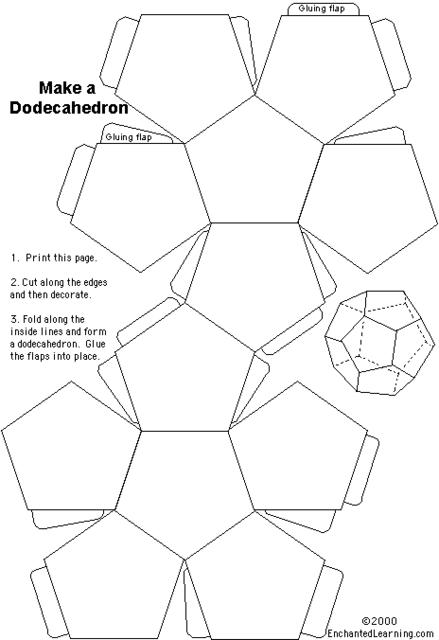 Gluing flap
Make a
Dodecahedron
Gluing flap
1. Print this page.
2. Cut along the edges
and then decorate.
3. Fold along the
inside lines and form
a dodecahedron. Glue
the flaps into place.
©2000
EnchantedLearning.com